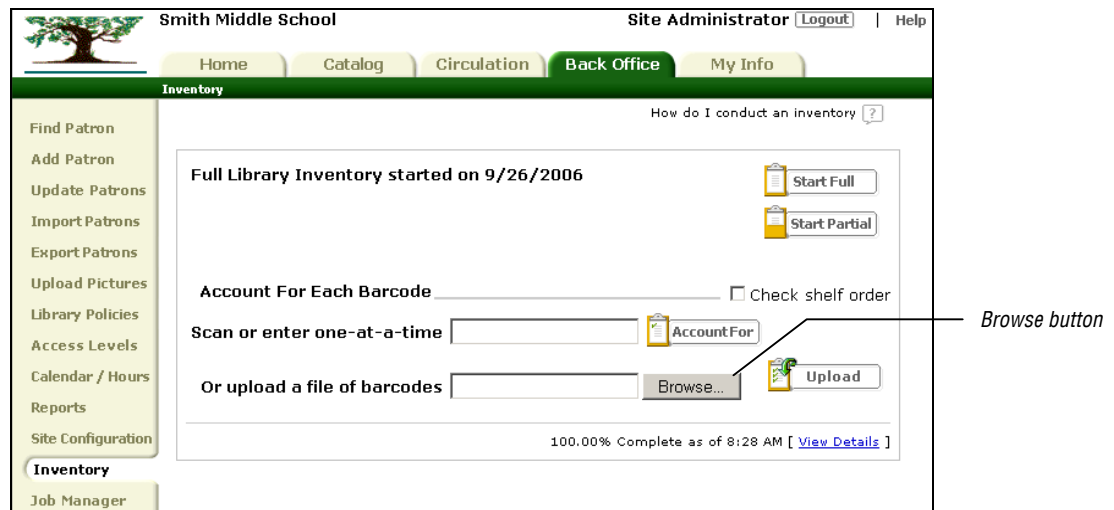 Smith Middle School Site Administrator Logout | Help
Home Catalog Circulation Back Office My Info
Inventory
How do I conduct an inventory ?
Find Patron
Add Patron
Update Patrons
Import Patrons
Export Patrons
Upload Pictures
Library Policies
Access Levels
Calendar / Hours
Reports
Site Configuration
Inventory
Job Manager
Full Library Inventory started on 9/26/2006
Start Full
Start Partial
Account For Each Barcode
Check shelf order
Scan or enter one-at-a-time
Account For
Or upload a file of barcodes
Browse...
Upload
100.00% Complete as of 8:28 AM [ View Details ]
Browse button